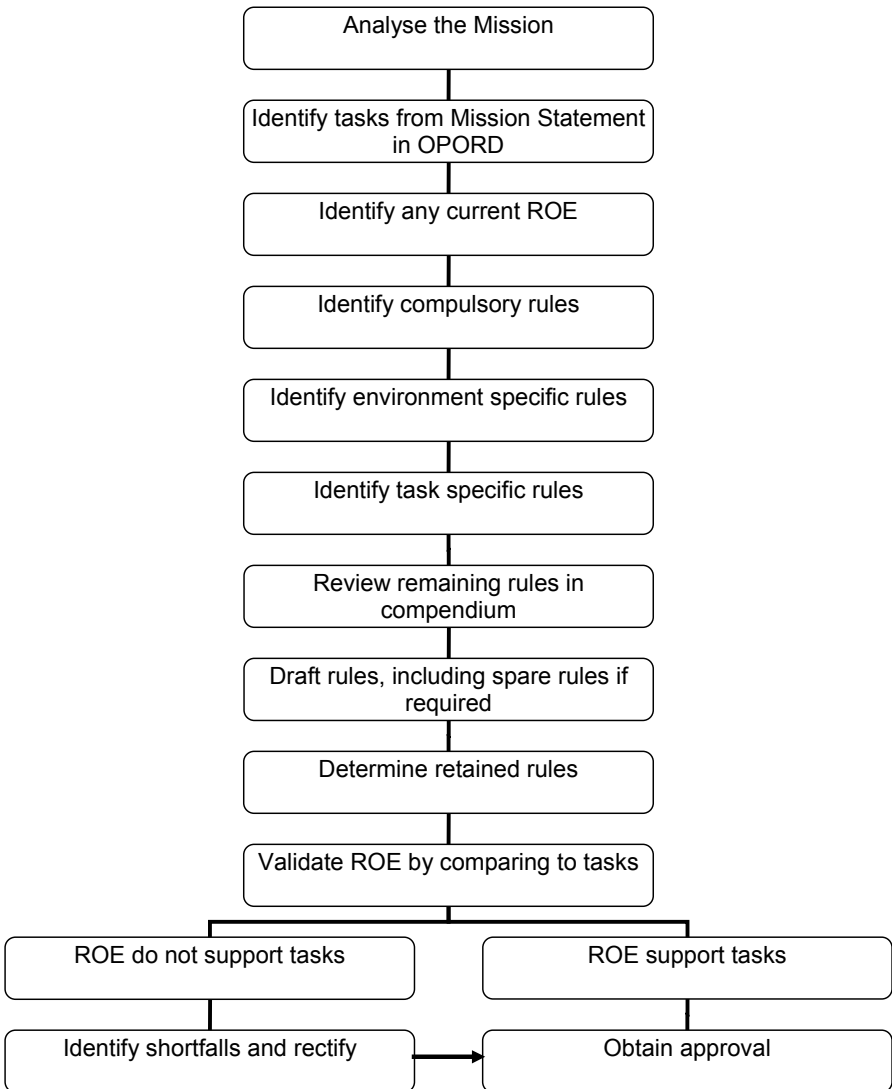 Analyse the Mission
Identify tasks from Mission Statement
in OPORD
Identify any current ROE
Identify compulsory rules
Identify environment specific rules
Identify task specific rules
Review remaining rules in
compendium
Draft rules, including spare rules if
required
Determine retained rules
Validate ROE by comparing to tasks
ROE do not support tasks
ROE support tasks
Identify shortfalls and rectify
Obtain approval